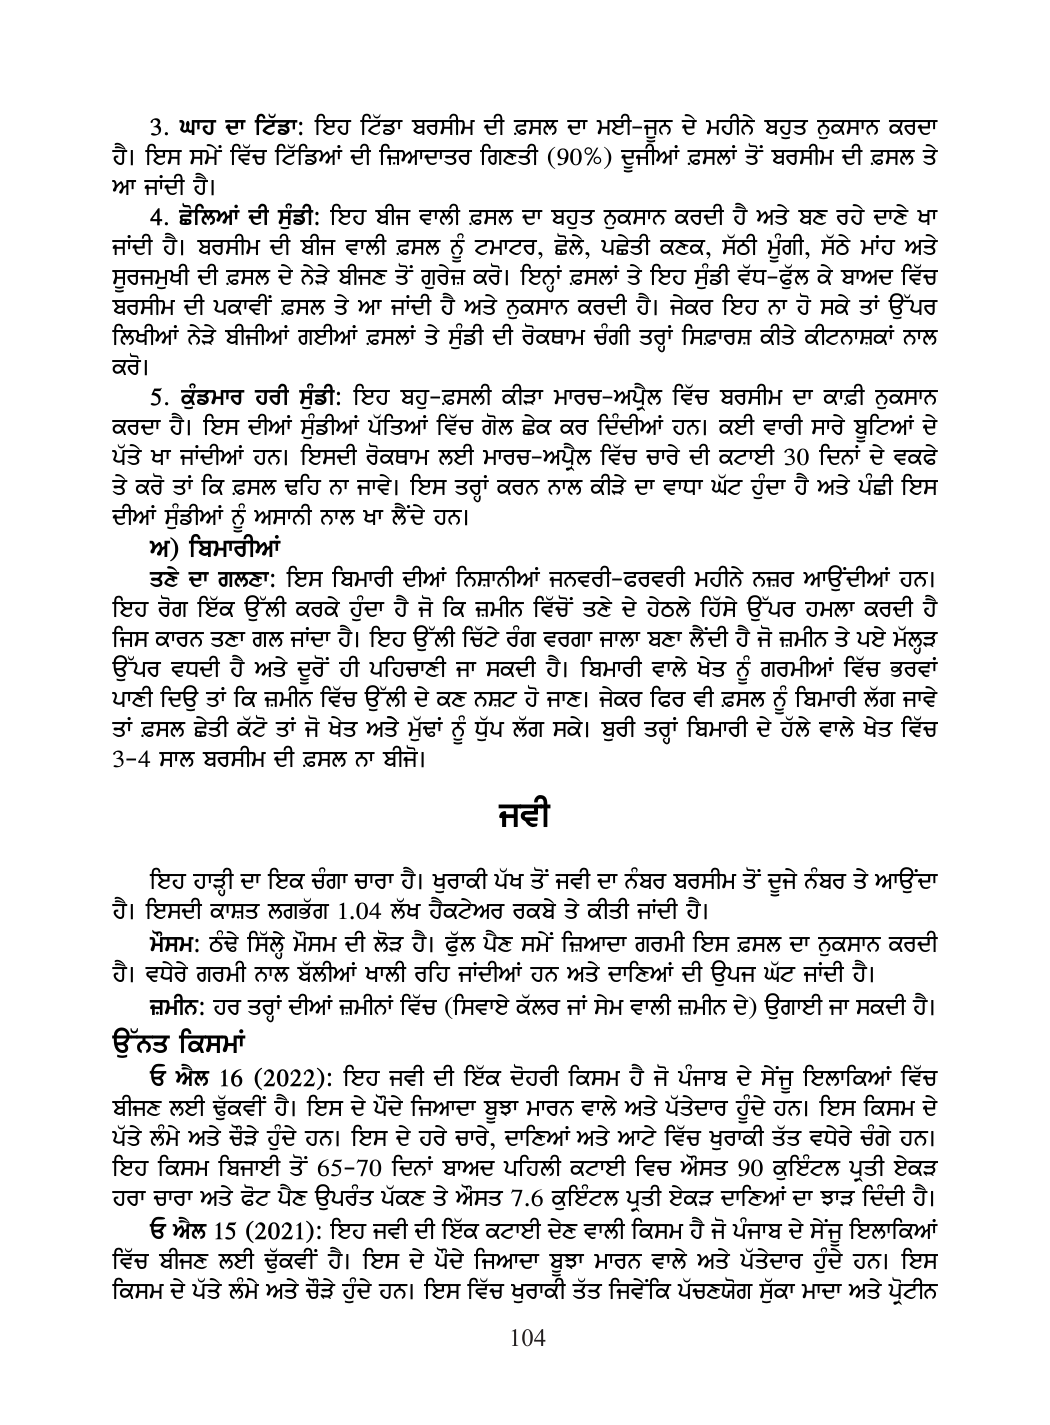 3. ਘਾਹ ਦਾ ਟਿੱਡਾ: ਇਹ ਟਿੱਡਾ ਬਰਸੀਮ ਦੀ ਫ਼ਸਲ ਦਾ ਮਈ-ਜੂਨ ਦੇ ਮਹੀਨੇ ਬਹੁਤ ਨੁਕਸਾਨ ਕਰਦਾ
ਹੈ। ਇਸ ਸਮੇਂ ਵਿੱਚ ਟਿੱਡਿਆਂ ਦੀ ਜ਼ਿਆਦਾਤਰ ਗਿਣਤੀ (90%) ਦੂਜੀਆਂ ਫ਼ਸਲਾਂ ਤੋਂ ਬਰਸੀਮ ਦੀ ਫ਼ਸਲ ਤੇ
ਆ ਜਾਂਦੀ ਹੈ।
4. ਛੋਲਿਆਂ ਦੀ ਸੁੰਡੀ: ਇਹ ਬੀਜ ਵਾਲੀ ਫ਼ਸਲ ਦਾ ਬਹੁਤ ਨੁਕਸਾਨ ਕਰਦੀ ਹੈ ਅਤੇ ਬਣ ਰਹੇ ਦਾਣੇ ਖਾ
ਜਾਂਦੀ ਹੈ। ਬਰਸੀਮ ਦੀ ਬੀਜ ਵਾਲੀ ਫ਼ਸਲ ਨੂੰ ਟਮਾਟਰ, ਛੋਲੇ, ਪਛੇਤੀ ਕਣਕ, ਸੱਠੀ ਮੂੰਗੀ, ਸੱਠੇ ਮਾਂਹ ਅਤੇ
ਸੂਰਜਮੁਖੀ ਦੀ ਫ਼ਸਲ ਦੇ ਨੇੜੇ ਬੀਜਣ ਤੋਂ ਗੁਰੇਜ਼ ਕਰੋ। ਇਨ੍ਹਾਂ ਫ਼ਸਲਾਂ ਤੇ ਇਹ ਸੁੰਡੀ ਵੱਧ-ਫੁੱਲ ਕੇ ਬਾਅਦ ਵਿੱਚ
ਬਰਸੀਮ ਦੀ ਪਕਾਵੀਂ ਫ਼ਸਲ ਤੇ ਆ ਜਾਂਦੀ ਹੈ ਅਤੇ ਨੁਕਸਾਨ ਕਰਦੀ ਹੈ। ਜੇਕਰ ਇਹ ਨਾ ਹੋ ਸਕੇ ਤਾਂ ਉੱਪਰ
ਲਿਖੀਆਂ ਨੇੜੇ ਬੀਜੀਆਂ ਗਈਆਂ ਫ਼ਸਲਾਂ ਤੇ ਸੁੰਡੀ ਦੀ ਰੋਕਥਾਮ ਚੰਗੀ ਤਰ੍ਹਾਂ ਸਿਫ਼ਾਰਸ਼ ਕੀਤੇ ਕੀਟਨਾਸ਼ਕਾਂ ਨਾਲ
ਕਰੋ।
5. ਕੁੰਡਮਾਰ ਹਰੀ ਸੁੰਡੀ: ਇਹ ਬਹੁ-ਫ਼ਸਲੀ ਕੀੜਾ ਮਾਰਚ-ਅਪ੍ਰੈਲ ਵਿੱਚ ਬਰਸੀਮ ਦਾ ਕਾਫ਼ੀ ਨੁਕਸਾਨ
ਕਰਦਾ ਹੈ। ਇਸ ਦੀਆਂ ਸੁੰਡੀਆਂ ਪੱਤਿਆਂ ਵਿੱਚ ਗੋਲ ਛੇਕ ਕਰ ਦਿੰਦੀਆਂ ਹਨ। ਕਈ ਵਾਰੀ ਸਾਰੇ ਬੂਟਿਆਂ ਦੇ
ਪੱਤੇ ਖਾ ਜਾਂਦੀਆਂ ਹਨ। ਇਸਦੀ ਰੋਕਥਾਮ ਲਈ ਮਾਰਚ-ਅਪ੍ਰੈਲ ਵਿੱਚ ਚਾਰੇ ਦੀ ਕਟਾਈ 30 ਦਿਨਾਂ ਦੇ ਵਕਫੇ
ਤੇ ਕਰੋ ਤਾਂ ਕਿ ਫ਼ਸਲ ਢਹਿ ਨਾ ਜਾਵੇ। ਇਸ ਤਰ੍ਹਾਂ ਕਰਨ ਨਾਲ ਕੀੜੇ ਦਾ ਵਾਧਾ ਘੱਟ ਹੁੰਦਾ ਹੈ ਅਤੇ ਪੰਛੀ ਇਸ
ਦੀਆਂ ਸੁੰਡੀਆਂ ਨੂੰ ਅਸਾਨੀ ਨਾਲ ਖਾ ਲੈਂਦੇ ਹਨ।
ਅ) ਬਿਮਾਰੀਆਂ
ਤਣੇ ਦਾ ਗਲਣਾ: ਇਸ ਬਿਮਾਰੀ ਦੀਆਂ ਨਿਸ਼ਾਨੀਆਂ ਜਨਵਰੀ-ਫਰਵਰੀ ਮਹੀਨੇ ਨਜ਼ਰ ਆਉਂਦੀਆਂ ਹਨ।
ਇਹ ਰੋਗ ਇੱਕ ਉੱਲੀ ਕਰਕੇ ਹੁੰਦਾ ਹੈ ਜੋ ਕਿ ਜ਼ਮੀਨ ਵਿੱਚੋਂ ਤਣੇ ਦੇ ਹੇਠਲੇ ਹਿੱਸੇ ਉੱਪਰ ਹਮਲਾ ਕਰਦੀ ਹੈ
ਜਿਸ ਕਾਰਨ ਤਣਾ ਗਲ ਜਾਂਦਾ ਹੈ। ਇਹ ਉੱਲੀ ਚਿੱਟੇ ਰੰਗ ਵਰਗਾ ਜਾਲਾ ਬਣਾ ਲੈਂਦੀ ਹੈ ਜੋ ਜ਼ਮੀਨ ਤੇ ਪਏ ਮੱਲ੍ਹੜ
ਉੱਪਰ ਵਧਦੀ ਹੈ ਅਤੇ ਦੂਰੋਂ ਹੀ ਪਹਿਚਾਣੀ ਜਾ ਸਕਦੀ ਹੈ। ਬਿਮਾਰੀ ਵਾਲੇ ਖੇਤ ਨੂੰ ਗਰਮੀਆਂ ਵਿੱਚ ਭਰਵਾਂ
ਪਾਣੀ ਦਿਉ ਤਾਂ ਕਿ ਜ਼ਮੀਨ ਵਿੱਚ ਉੱਲੀ ਦੇ ਕਣ ਨਸ਼ਟ ਹੋ ਜਾਣ। ਜੇਕਰ ਫਿਰ ਵੀ ਫ਼ਸਲ ਨੂੰ ਬਿਮਾਰੀ ਲੱਗ ਜਾਵੇ
ਤਾਂ ਫ਼ਸਲ ਛੇਤੀ ਕੱਟੋ ਤਾਂ ਜੋ ਖੇਤ ਅਤੇ ਮੁੱਢਾਂ ਨੂੰ ਧੁੱਪ ਲੱਗ ਸਕੇ। ਬੁਰੀ ਤਰ੍ਹਾਂ ਬਿਮਾਰੀ ਦੇ ਹੱਲੇ ਵਾਲੇ ਖੇਤ ਵਿੱਚ
3-4 ਸਾਲ ਬਰਸੀਮ ਦੀ ਫ਼ਸਲ ਨਾ ਬੀਜੋ।
ਜਵੀ
ਇਹ ਹਾੜ੍ਹੀ ਦਾ ਇਕ ਚੰਗਾ ਚਾਰਾ ਹੈ। ਖੁਰਾਕੀ ਪੱਖ ਤੋਂ ਜਵੀ ਦਾ ਨੰਬਰ ਬਰਸੀਮ ਤੋਂ ਦੂਜੇ ਨੰਬਰ ਤੇ ਆਉਂਦਾ
ਹੈ। ਇਸਦੀ ਕਾਸ਼ਤ ਲਗਭੱਗ 1.04 ਲੱਖ ਹੈਕਟੇਅਰ ਰਕਬੇ ਤੇ ਕੀਤੀ ਜਾਂਦੀ ਹੈ।
ਮੌਸਮ: ਠੰਢੇ ਸਿੱਲ੍ਹੇ ਮੌਸਮ ਦੀ ਲੋੜ ਹੈ। ਫੁੱਲ ਪੈਣ ਸਮੇਂ ਜ਼ਿਆਦਾ ਗਰਮੀ ਇਸ ਫ਼ਸਲ ਦਾ ਨੁਕਸਾਨ ਕਰਦੀ
ਹੈ। ਵਧੇਰੇ ਗਰਮੀ ਨਾਲ ਬੱਲੀਆਂ ਖਾਲੀ ਰਹਿ ਜਾਂਦੀਆਂ ਹਨ ਅਤੇ ਦਾਣਿਆਂ ਦੀ ਉਪਜ ਘੱਟ ਜਾਂਦੀ ਹੈ।
ਜ਼ਮੀਨ: ਹਰ ਤਰ੍ਹਾਂ ਦੀਆਂ ਜ਼ਮੀਨਾਂ ਵਿੱਚ (ਸਿਵਾਏ ਕੱਲਰ ਜਾਂ ਸੇਮ ਵਾਲੀ ਜ਼ਮੀਨ ਦੇ) ਉਗਾਈ ਜਾ ਸਕਦੀ ਹੈ।
ਉੱਨਤ ਕਿਸਮਾਂ
ਓ ਐਲ 16 (2022): ਇਹ ਜਵੀ ਦੀ ਇੱਕ ਦੋਹਰੀ ਕਿਸਮ ਹੈ ਜੋ ਪੰਜਾਬ ਦੇ ਸੇਂਜੂ ਇਲਾਕਿਆਂ ਵਿੱਚ
ਬੀਜਣ ਲਈ ਢੁੱਕਵੀਂ ਹੈ। ਇਸ ਦੇ ਪੌਦੇ ਜਿਆਦਾ ਬੂਝਾ ਮਾਰਨ ਵਾਲੇ ਅਤੇ ਪੱਤੇਦਾਰ ਹੂੰਦੇ ਹਨ। ਇਸ ਕਿਸਮ ਦੇ
ਪੱਤੇ ਲੰਮੇ ਅਤੇ ਚੌੜੇ ਹੁੰਦੇ ਹਨ। ਇਸ ਦੇ ਹਰੇ ਚਾਰੇ, ਦਾਣਿਆਂ ਅਤੇ ਆਟੇ ਵਿੱਚ ਖੁਰਾਕੀ ਤੱਤ ਵਧੇਰੇ ਚੰਗੇ ਹਨ।
ਇਹ ਕਿਸਮ ਬਿਜਾਈ ਤੋਂ 65-70 ਦਿਨਾਂ ਬਾਅਦ ਪਹਿਲੀ ਕਟਾਈ ਵਿਚ ਔਸਤ 90 ਕੁਇੰਟਲ ਪ੍ਰਤੀ ਏਕੜ
ਹਰਾ ਚਾਰਾ ਅਤੇ ਫੋਟ ਪੈਣ ਉਪਰੰਤ ਪੱਕਣ ਤੇ ਔਸਤ 7.6 ਕੁਇੰਟਲ ਪ੍ਰਤੀ ਏਕੜ ਦਾਣਿਆਂ ਦਾ ਝਾੜ ਦਿੰਦੀ ਹੈ।
ਓ ਐਲ 15 (2021): ਇਹ ਜਵੀ ਦੀ ਇੱਕ ਕਟਾਈ ਦੇਣ ਵਾਲੀ ਕਿਸਮ ਹੈ ਜੋ ਪੰਜਾਬ ਦੇ ਸੇਂਜੂ ਇਲਾਕਿਆਂ
ਵਿੱਚ ਬੀਜਣ ਲਈ ਢੁੱਕਵੀਂ ਹੈ। ਇਸ ਦੇ ਪੌਦੇ ਜਿਆਦਾ ਬੂਝਾ ਮਾਰਨ ਵਾਲੇ ਅਤੇ ਪੱਤੇਦਾਰ ਹੁੰਦੇ ਹਨ। ਇਸ
ਕਿਸਮ ਦੇ ਪੱਤੇ ਲੰਮੇ ਅਤੇ ਚੌੜੇ ਹੁੰਦੇ ਹਨ। ਇਸ ਵਿੱਚ ਖੁਰਾਕੀ ਤੱਤ ਜਿਵੇਂਕਿ ਪੱਚਣਯੋਗ ਸੁੱਕਾ ਮਾਦਾ ਅਤੇ ਪ੍ਰੋਟੀਨ
104